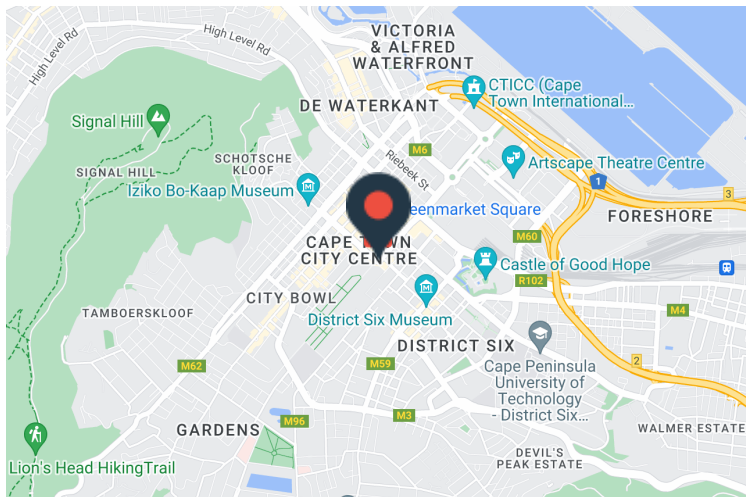 VICTORIA
& ALFRED
WATERFRONT
High Level Rd
High Level Rd
CTICC (Cape
Town International...
DE WATERKANT
Signal Hill
M6
Riebeek St
Artscape Theatre Centre
SCHOTSCHE
KLOOF
SIGNAL HILL
Iziko Bo-Kaap Museum
1
3
eenmarket Square
FORESHORE
M60
CAPE TOWN
CITY CENTRE
Castle of Good Hope
R102
CITY BOWL
TAMBOERSKLOOF
District Six Museum
M4
DISTRICT SIX
M62
M59
2
Cape Peninsula
University of
Technology
- District Six...
M96
M3
GARDENS
WALMER ESTATE
Lion's Head HikingTrail
DEVIL'S
PEAK ESTATE